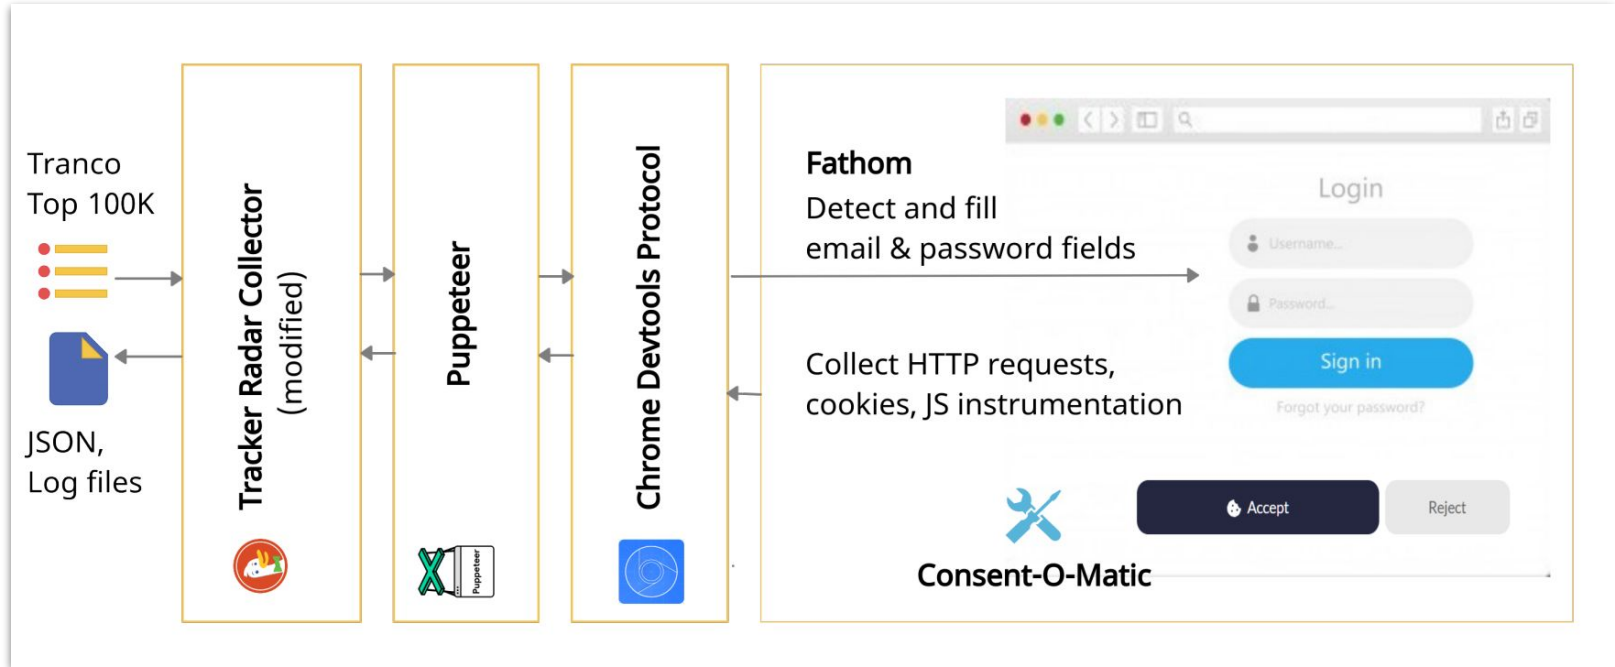 Tranco
Top 100K
JSON,
Log files
Tracker Radar Collector
(modified)
Puppeteer
Puppeteer
Chrome Devtools Protocol
Fathom
Detect and fill
email & password fields
Collect HTTP requests,
cookies, JS instrumentation
Login
Username...
Password...
Sign in
Forgot your password?
Accept
Reject
Consent-O-Matic